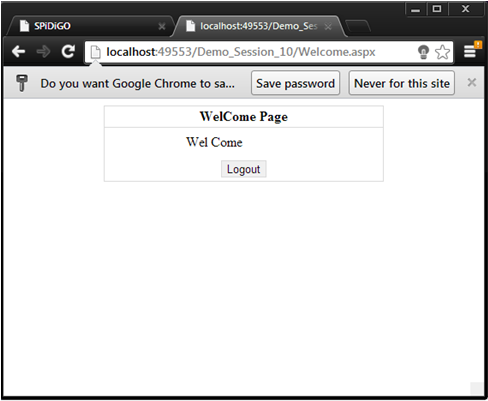 SPiDiGO
localhost:49553/Demo_Ses
localhost:49553/Demo_Session_10/Welcome.aspx
Do you want Google Chrome to sa... Save password Never for this site
WelCome Page
Wel Come
Logout